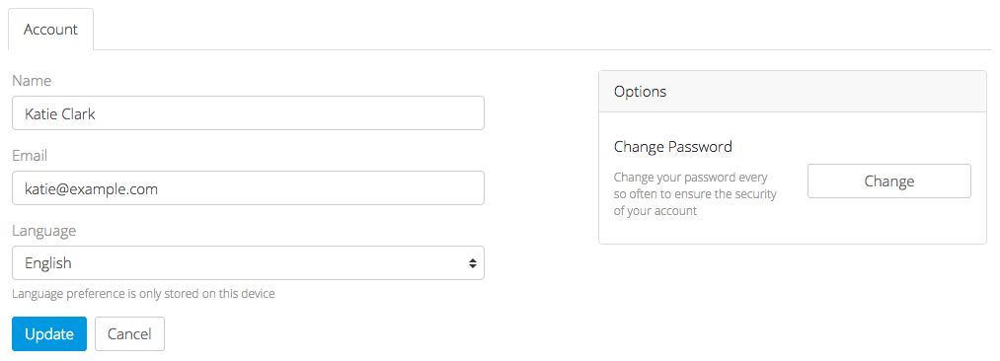 Account
Name
Katie Clark
Email
katie@example.com
Language
English
Language preference is only stored on this device
Update
Cancel
Options
Change Password
Change your password every
so often to ensure the security
of your account
Change